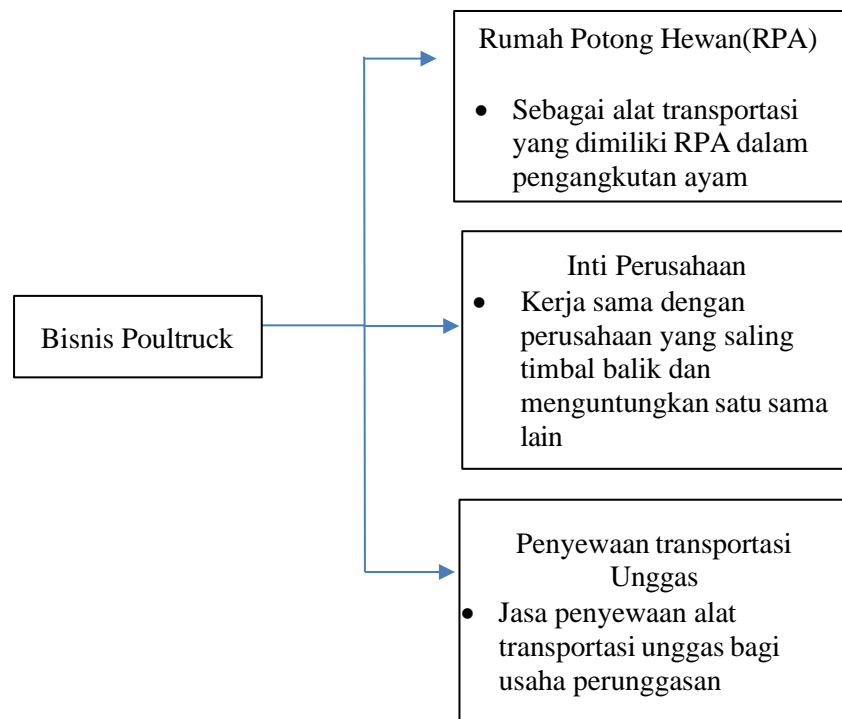 Rumah Potong Hewan(RPA)
• Sebagai alat transportasi
yang dimiliki RPA dalam
pengangkutan ayam
Bisnis Poultruck
Inti Perusahaan
• Kerja sama dengan
perusahaan yang saling
timbal balik dan
menguntungkan satu sama
lain
Penyewaan transportasi
Unggas
• Jasa penyewaan alat
transportasi unggas bagi
usaha perunggasan